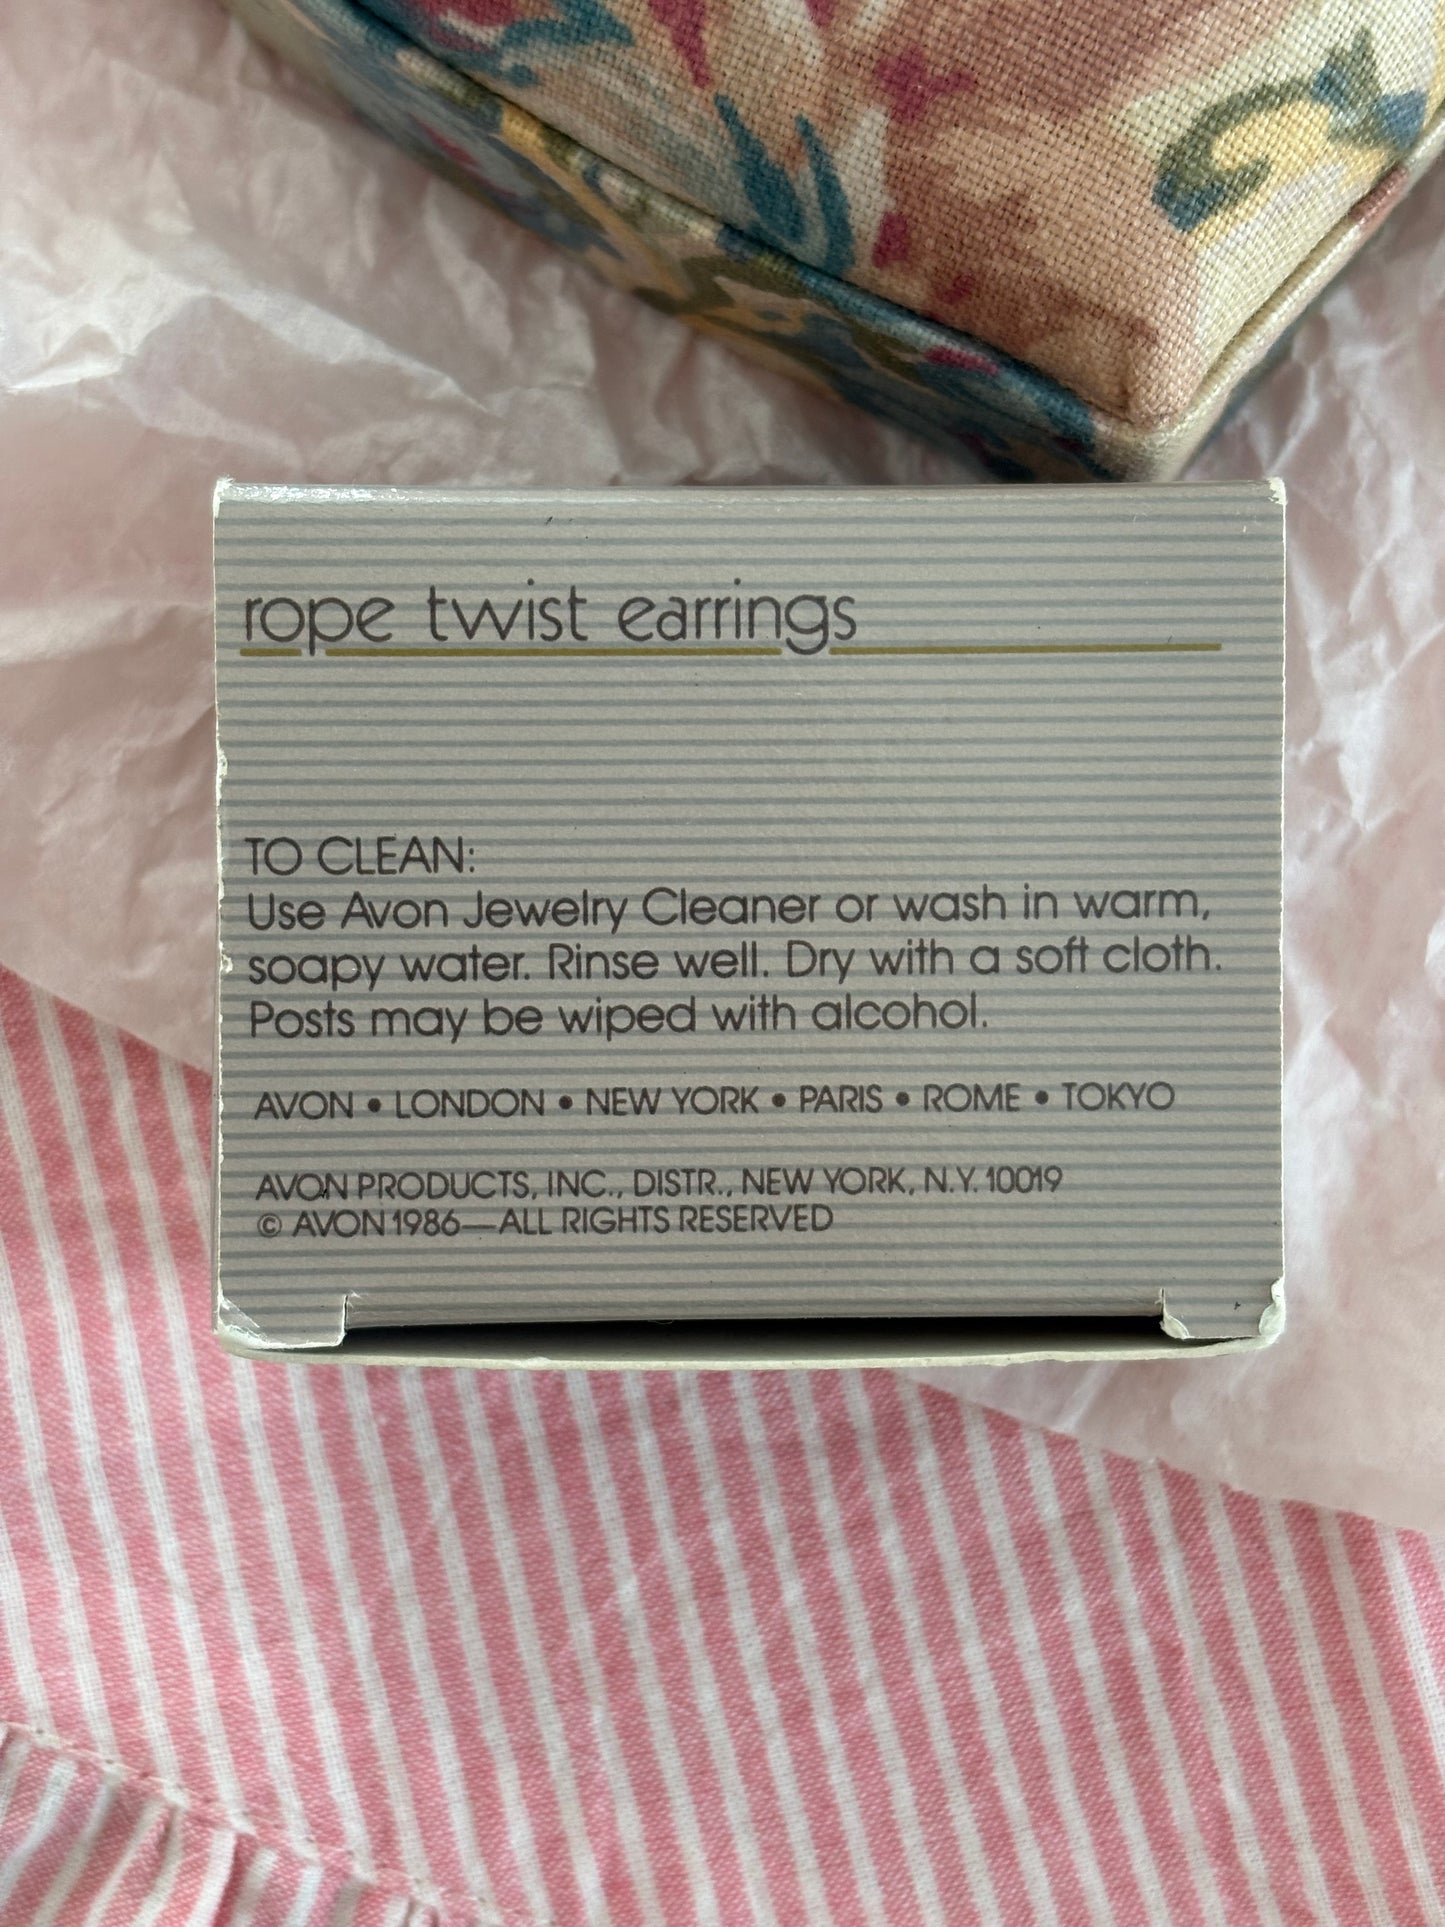 rope twist earrings
TO CLEAN:
Use Avon Jewelry Cleaner or wash in warm,
soapy water. Rinse well. Dry with a soft cloth.
Posts may be wiped with alcohol.
AVON • LONDON • NEW YORK • PARIS • ROME • TOKYO
AVON PRODUCTS, INC., DISTR., NEW YORK, N.Y. 10019
© AVON 1986—ALL RIGHTS RESERVED